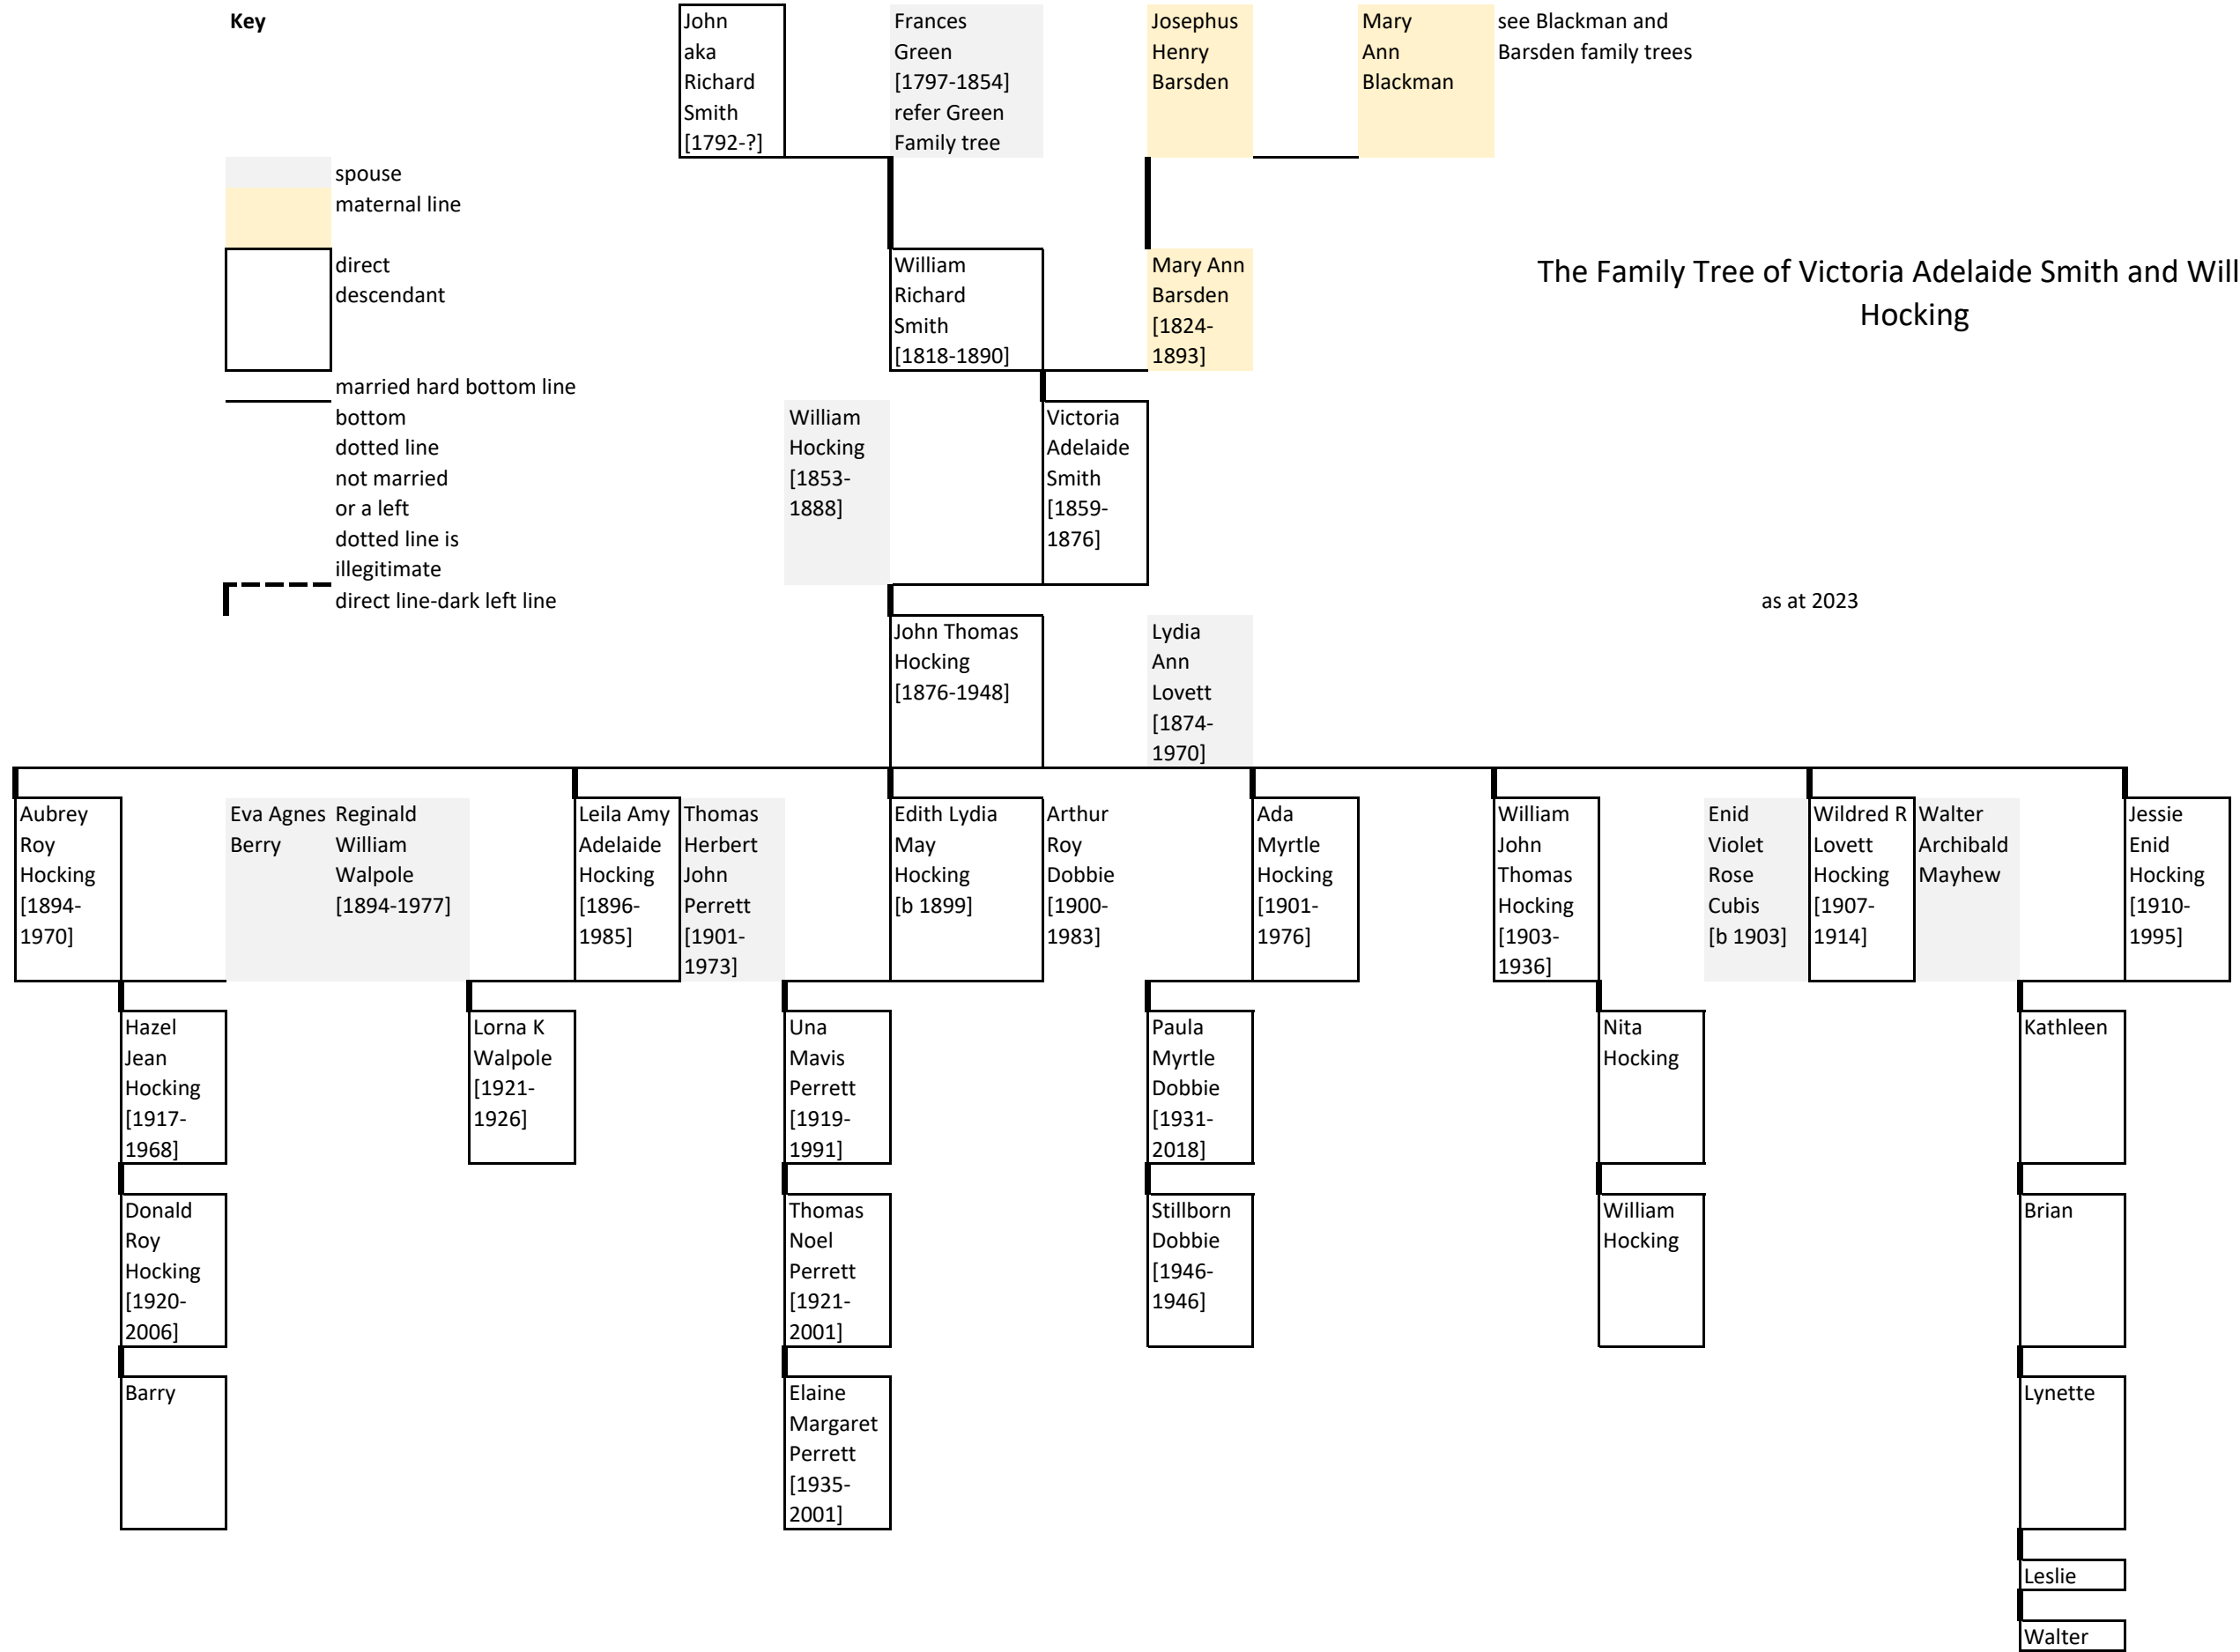 Key
John
aka
Richard
Smith
[1792-?]
Frances
Green
[1797-1854]
refer Green
Family tree
Josephus
Henry
Barsden
Mary
Ann
Blackman
see Blackman and
Barsden family trees
spouse
maternal line
direct
descendant
William
Richard
Smith
[1818-1890]
Mary Ann
Barsden
[1824-
1893]
The Family Tree of Victoria Adelaide Smith and Will
Hocking
married hard bottom line
bottom
dotted line
not married
or a left
dotted line is
illegitimate
direct line-dark left line
William
Hocking
[1853-
1888]
Victoria
Adelaide
Smith
[1859-
1876]
as at 2023
John Thomas
Hocking
[1876-1948]
Lydia
Ann
Lovett
[1874-
1970]
Aubrey
Roy
Hocking
[1894-
1970]
Eva Agnes
Berry
Reginald
William
Walpole
[1894-1977]
Leila Amy
Adelaide
Hocking
[1896-
1985]
Thomas
Herbert
John
Perrett
[1901-
1973]
Edith Lydia
May
Hocking
[b 1899]
Arthur
Roy
Dobbie
[1900-
1983]
Ada
Myrtle
Hocking
[1901-
1976]
William
John
Thomas
Hocking
[1903-
1936]
Enid
Violet
Rose
Cubis
[b 1903]
Wildred R
Lovett
Hocking
[1907-
1914]
Walter
Archibald
Mayhew
Jessie
Enid
Hocking
[1910-
1995]
Hazel
Jean
Hocking
[1917-
1968]
Lorna K
Walpole
[1921-
1926]
Una
Mavis
Perrett
[1919-
1991]
Paula
Myrtle
Dobbie
[1931-
2018]
Nita
Hocking
Kathleen
Donald
Roy
Hocking
[1920-
2006]
Thomas
Noel
Perrett
[1921-
2001]
Stillborn
Dobbie
[1946-
1946]
William
Hocking
Brian
Barry
Elaine
Margaret
Perrett
[1935-
2001]
Lynette
Leslie
Walter